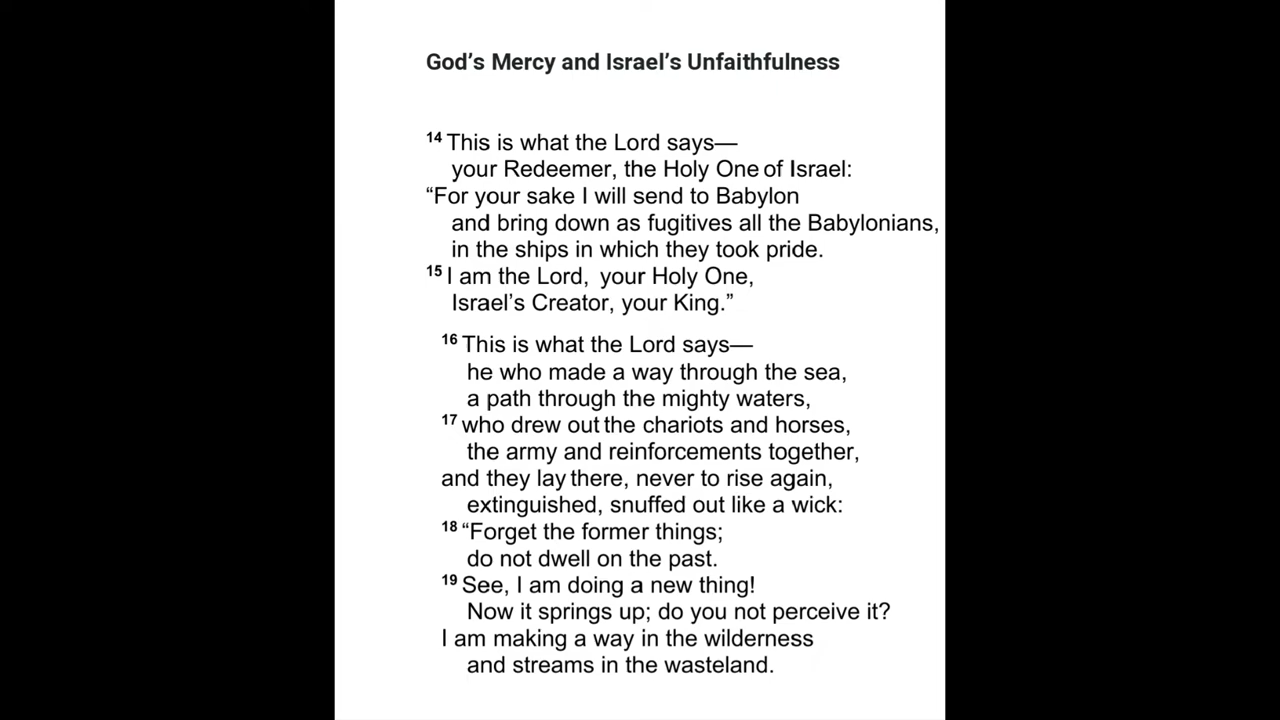 God’s Mercy and Israel’s Unfaithfulness
14 This is what the Lord says—
your Redeemer, the Holy One of Israel:
“For your sake I will send to Babylon
and bring down as fugitives all the Babylonians,
in the ships in which they took pride.
15 I am the Lord, your Holy One,
Israel’s Creator, your King.”
16 This is what the Lord says—
he who made a way through the sea,
a path through the mighty waters,
17 who drew out the chariots and horses,
the army and reinforcements together,
and they lay there, never to rise again,
extinguished, snuffed out like a wick:
18 “Forget the former things;
do not dwell on the past.
19 See, I am doing a new thing!
Now it springs up; do you not perceive it?
I am making a way in the wilderness
and streams in the wasteland.